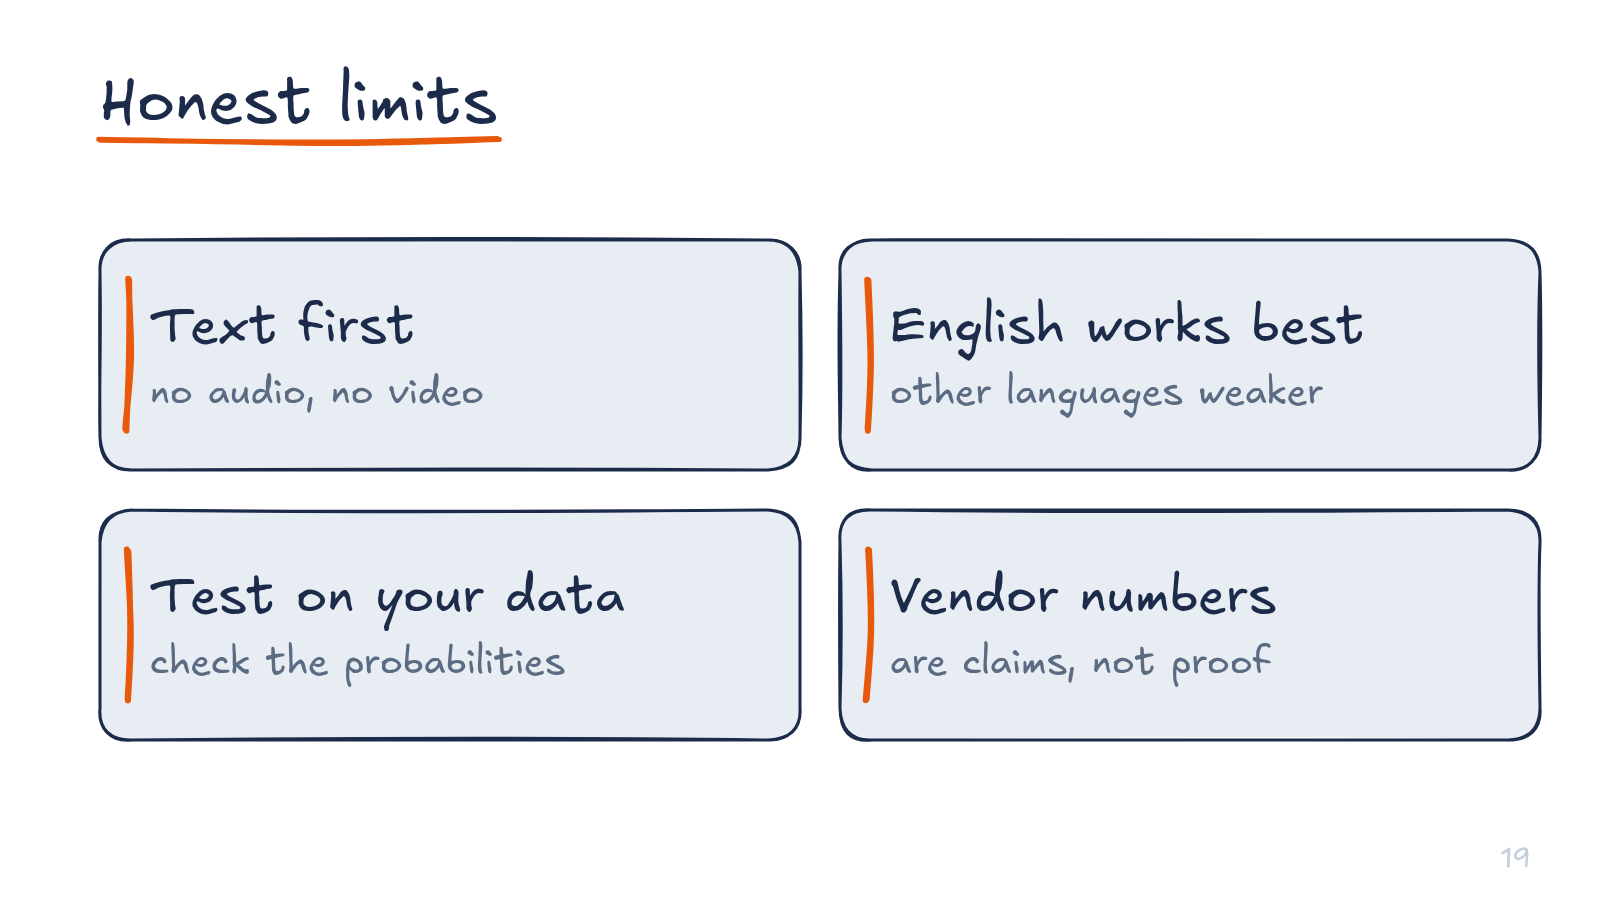 Honest limits
Text first
no audio, no video
English works best
other languages weaker
Test on your data
check the probabilities
Vendor numbers
are claims, not proof
19